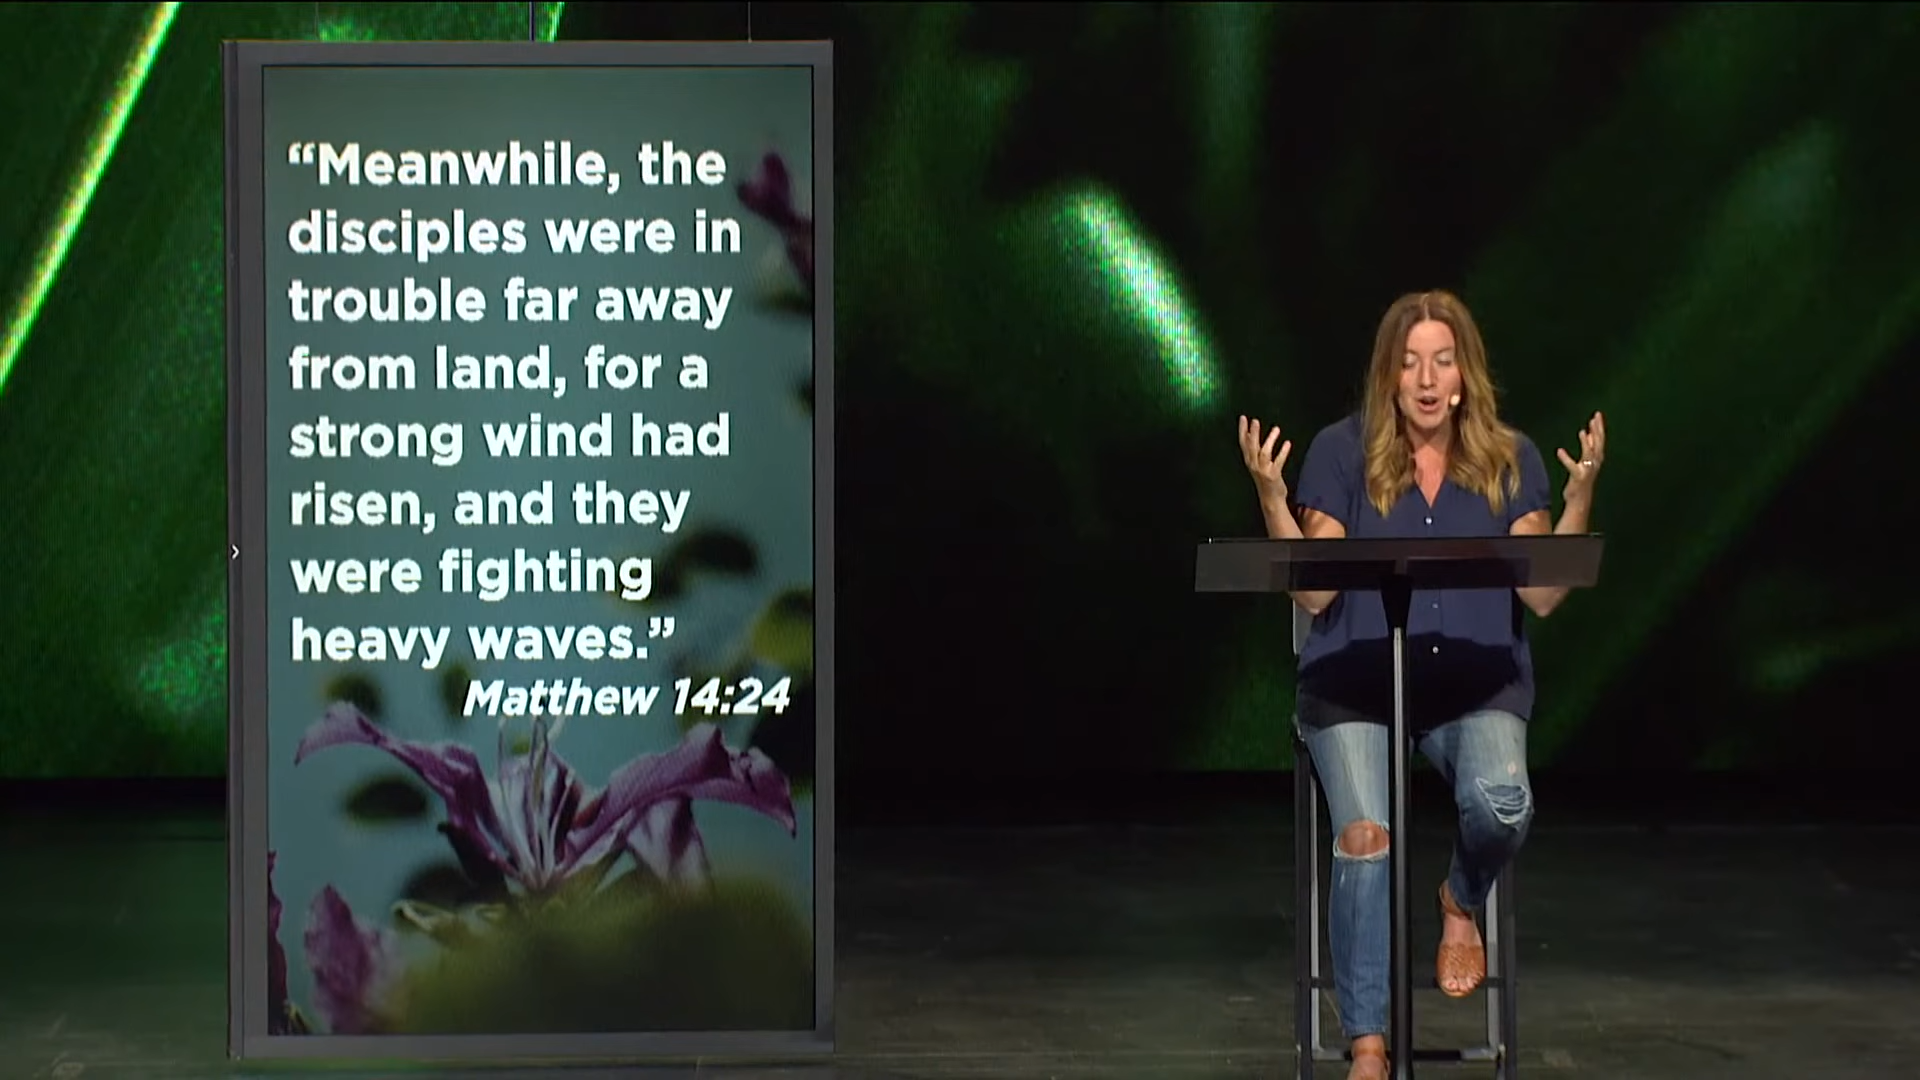 “Meanwhile, the
disciples were in
trouble far away
from land, for a
strong wind had
risen, and they
were fighting
heavy waves.”
Matthew 14:24